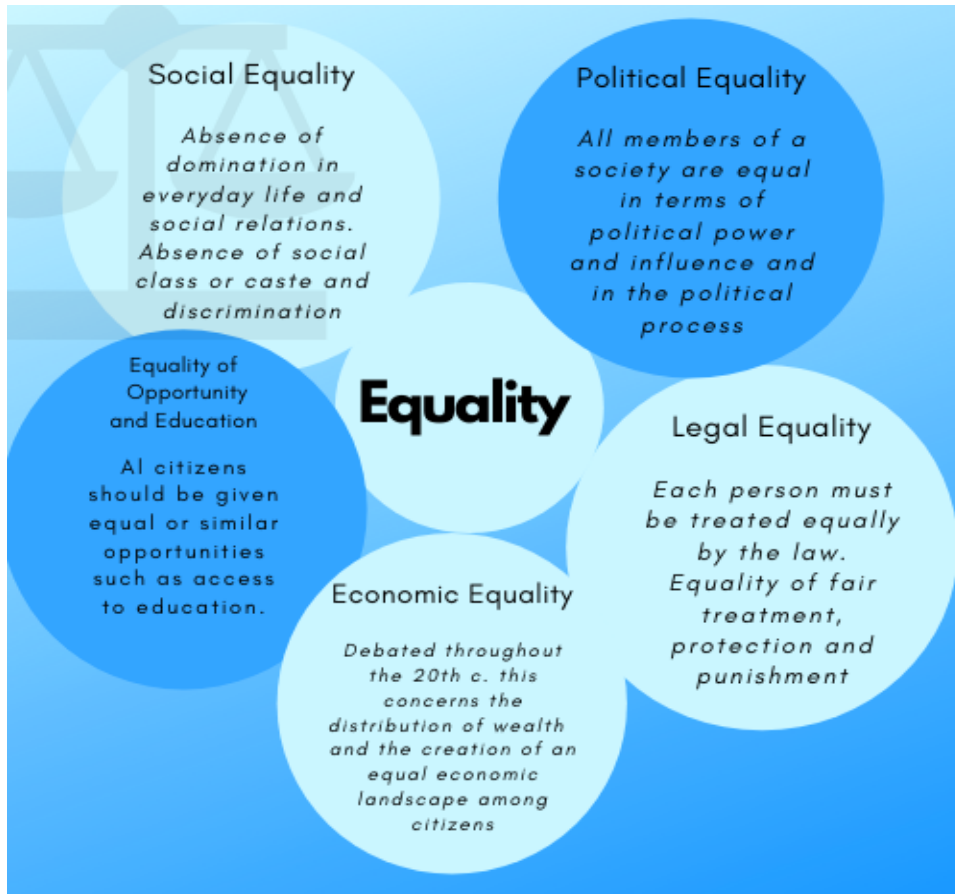 Social Equality
Absence of
domination in
everyday life and
social relations.
Absence of social
class or caste and
discrimination
Political Equality
All members of a
society are equal
in terms of
political power
and influence and
in the political
process
Equality of
Opportunity
and Education
Al citizens
should be given
equal or similar
opportunities
such as access
to education.
Equality
Legal Equality
Each person must
be treated equally
by the law.
Equality of fair
treatment,
protection and
punishment
Economic Equality
Debated throughout
the 20th c. this
concerns the
distribution of wealth
and the creation of an
equal economic
landscape among
citizens